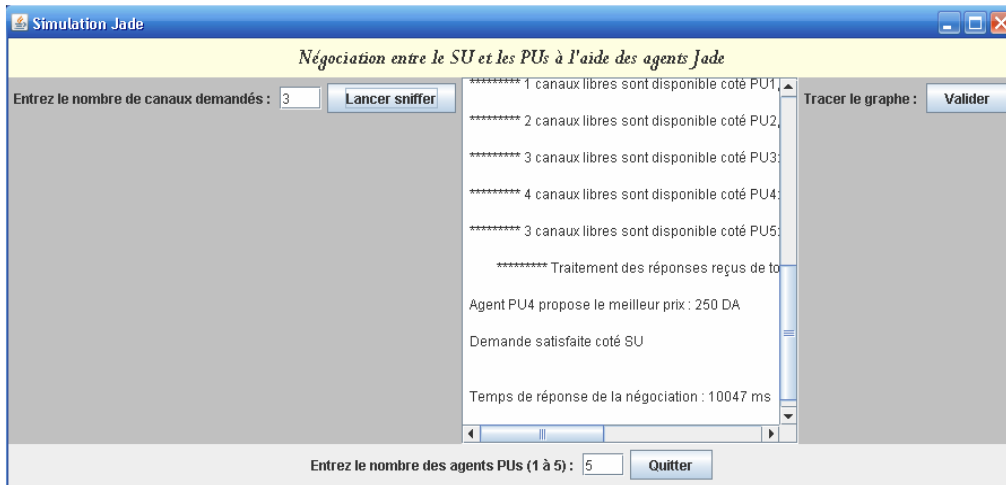 Simulation Jade
Négociation entre le SU et les PUs à l'aide des agents Jade
Entrez le nombre de canaux demandés : 3 Lancer sniffer
********* 1 canaux libres sont disponible coté PU1,
********* 2 canaux libres sont disponible coté PU2,
********* 3 canaux libres sont disponible coté PU3:
********* 4 canaux libres sont disponible coté PU4:
********* 3 canaux libres sont disponible coté PU5:
********* Traitement des réponses reçus de to
Agent PU4 propose le meilleur prix : 250 DA
Demande satisfaite coté SU
Temps de réponse de la négociation : 10047 ms
Tracer le graphe : Valider
Entrez le nombre des agents PUs (1 à 5) : 5 Quitter